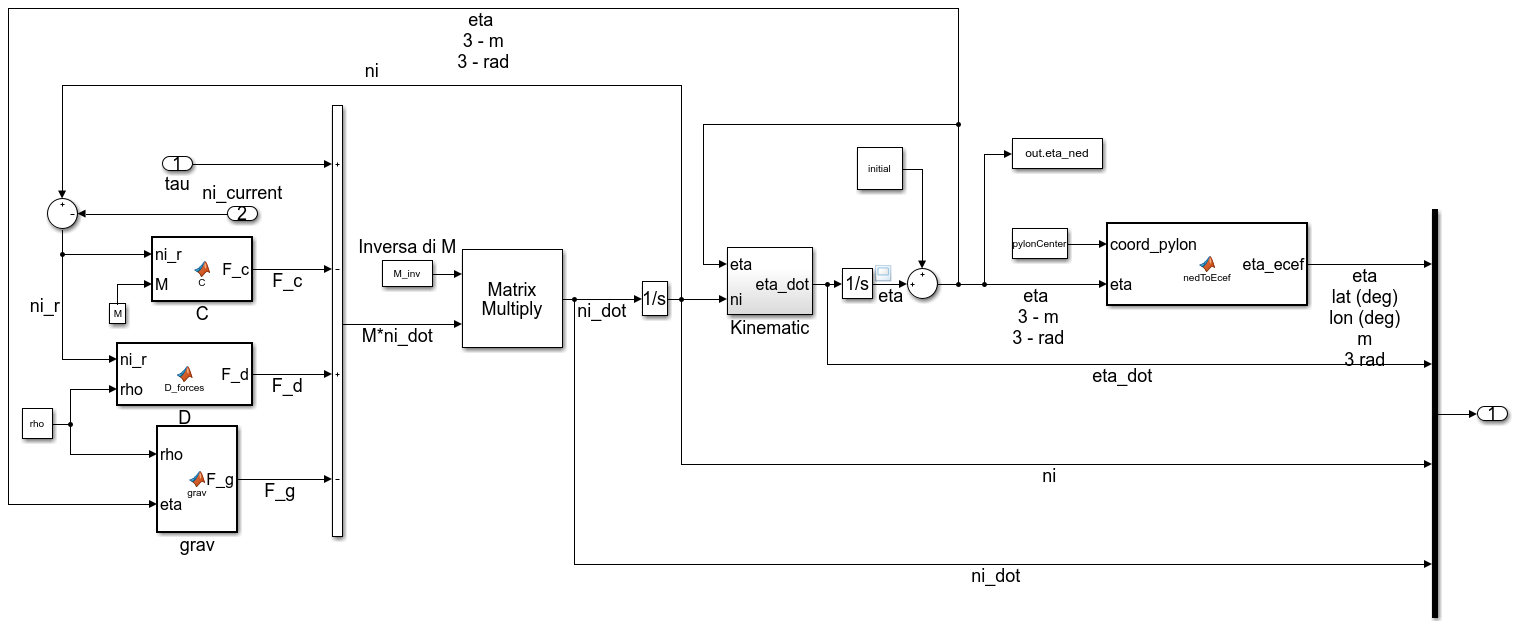 eta
3 - m
3 - rad
ni
1
tau
ni_current
2
+
-
ni_r
M
C
F_c
C
F_c
M
ni_r
ni_r
rho
D_forces
F_d
D
F_d
rho
rho
eta
grav
F_g
grav
F_g
+
-
+
-
Inversa di M
M_inv
M*ni_dot
Matrix
Multiply
ni_dot
1/s
eta
ni
eta_dot
Kinematic
1/s
eta
initial
+
+
out.eta_ned
pylonCenter
eta
3 - m
3 - rad
coord_pylon
eta
nedToEcef
eta_ecef
eta
lat (deg)
lon (deg)
m
3 rad
eta_dot
ni
ni_dot
1